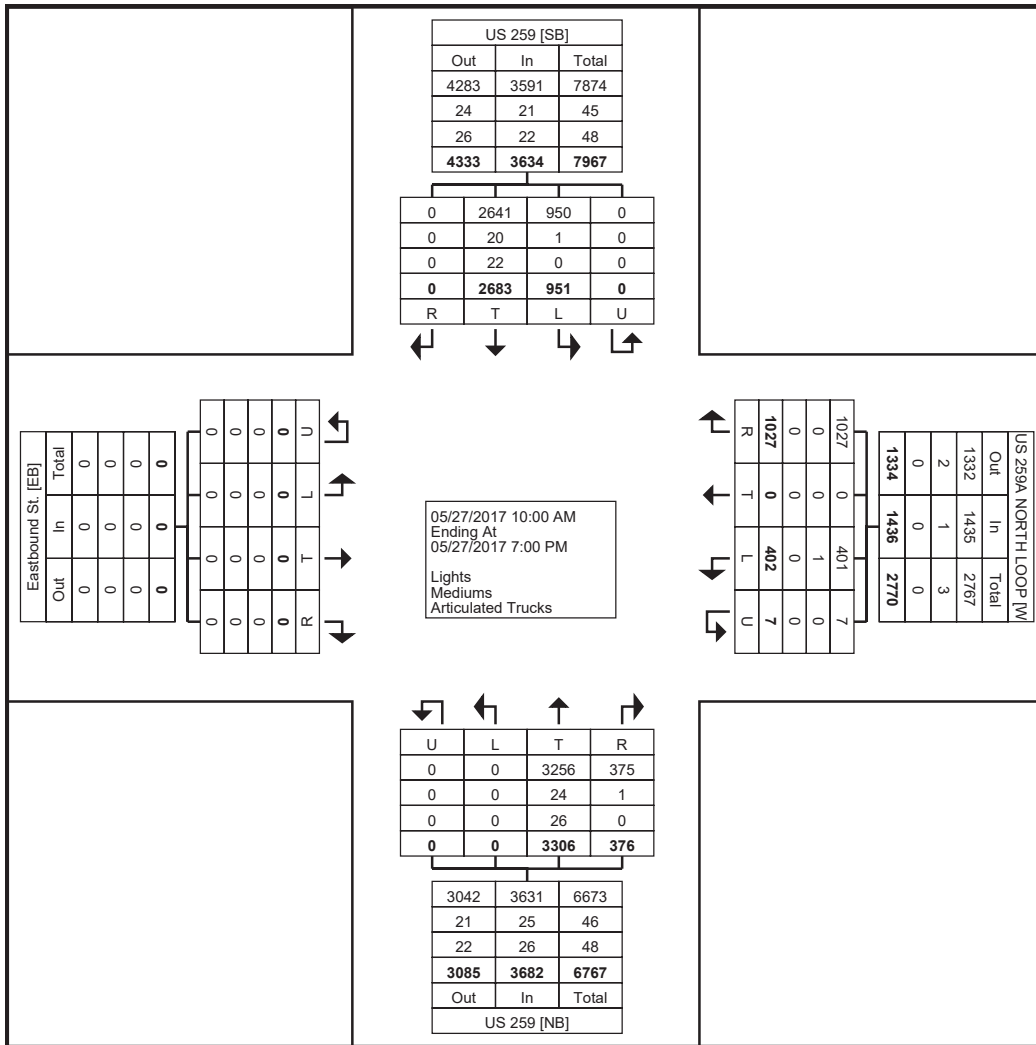 US 259 [SB]
Out In Total
4283 3591 7874
24 21 45
26 22 48
4333 3634 7967
0 2641 950 0
0 20 1 0
0 22 0 0
0 2683 951 0
R T L U
Eastbound St. [EB]
Total In Out
0 0 0
0 0 0
0 0 0
0 0 0
0 0 0 0
0 0 0 0
0 0 0 0
0 0 0 0
U L T R
05/27/2017 10:00 AM
Ending At
05/27/2017 7:00 PM
Lights
Mediums
Articulated Trucks
US 259A NORTH LOOP [W
Out In Total
1332 1435 2767
2 1 3
0 0 0
1334 1436 2770
1027 0 401 7
0 0 1 0
0 0 0 0
1027 0 402 7
R T L U
U L T R
0 0 3256 375
0 0 24 1
0 0 26 0
0 0 3306 376
3042 3631 6673
21 25 46
22 26 48
3085 3682 6767
Out In Total
US 259 [NB]